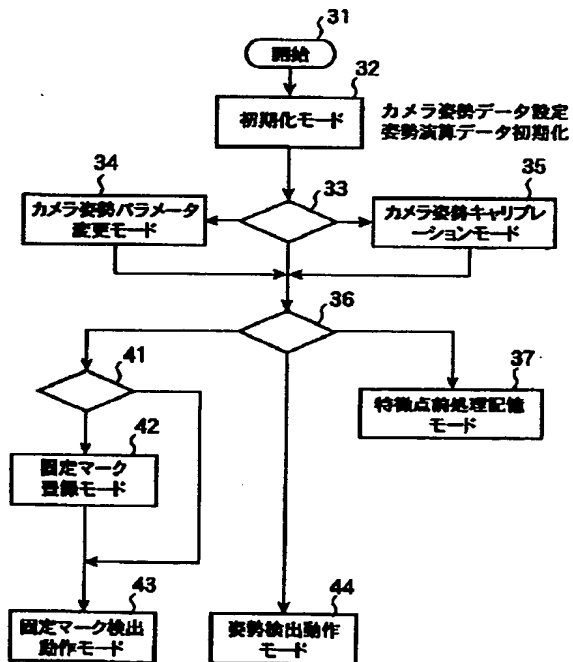 31
開始
32
初期化モード
カメラ姿勢データ設定
姿勢演算データ初期化
34
33
35
カメラ姿勢パラメータ
変更モード
カメラ姿勢キャリブレ
ーションモード
36
41
37
特徴点前処理記憶
モード
42
固定マーク
登録モード
43
44
固定マーク検出
動作モード
姿勢検出動作
モード